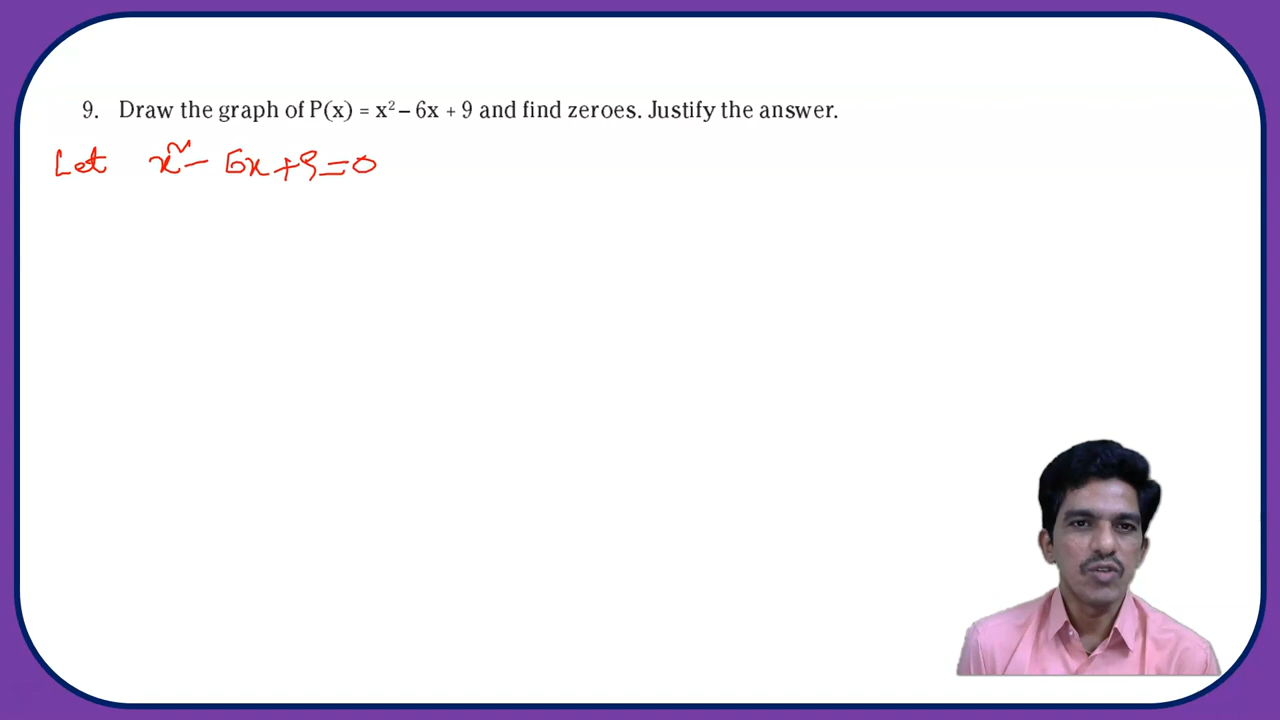 9. Draw the graph of P(x) = x² – 6x + 9 and find zeroes. Justify the answer.
Let x² - 6x + 9 = 0